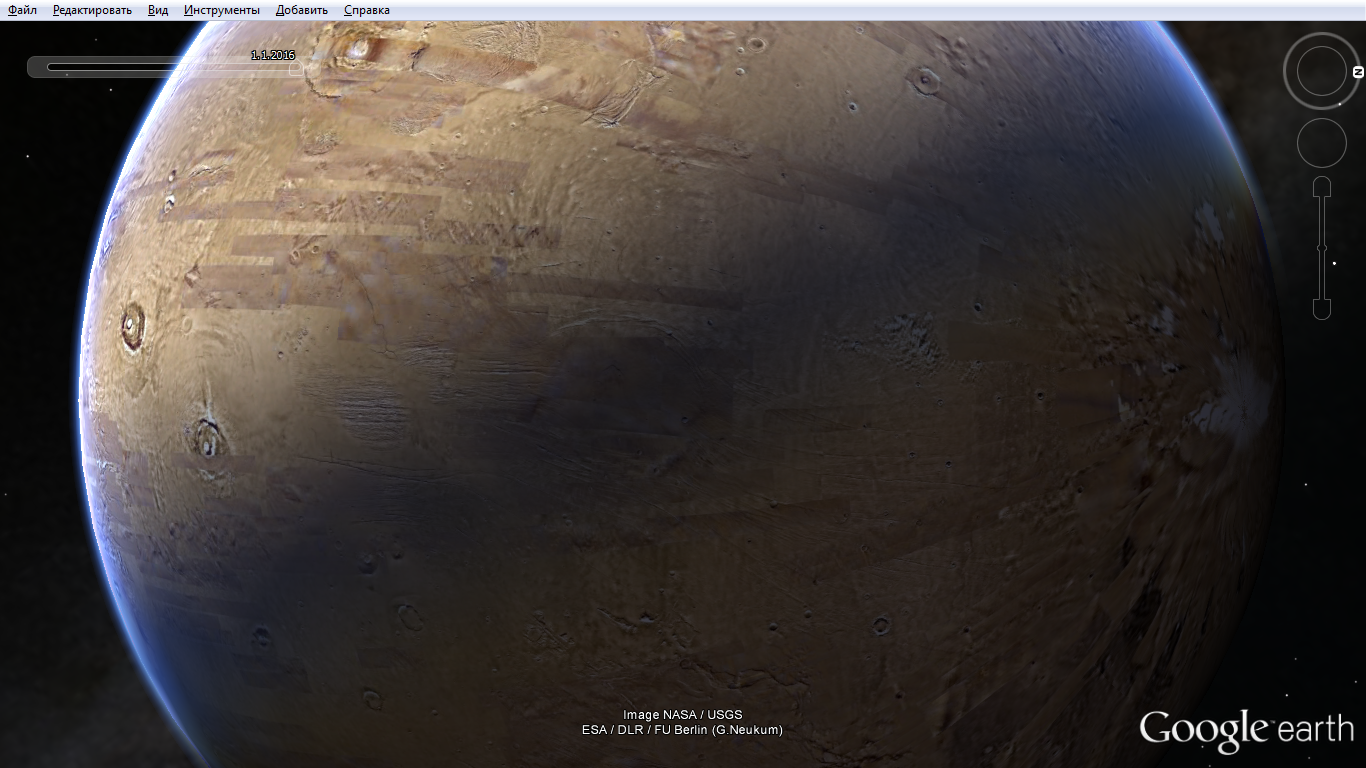 Файл Редактировать Вид Инструменты Добавить Справка
1.1.2016
N
Image NASA / USGS
ESA / DLR / FU Berlin (G.Neukum)
Google earth